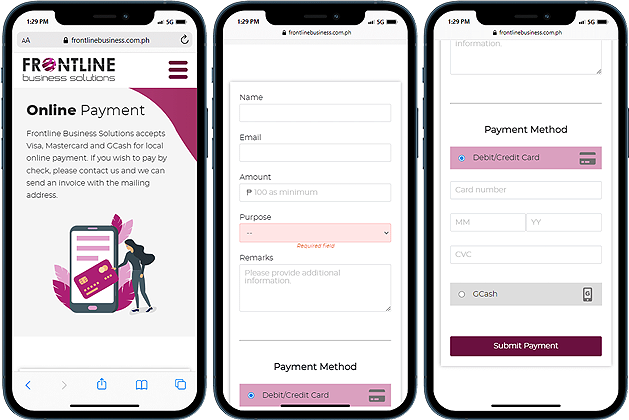 1:29 PM
AA
frontlinebusiness.com.ph
FRONTLINE
business solutions
Online Payment
Frontline Business Solutions accepts
Visa, Mastercard and GCash for local
online payment. If you wish to pay by
check, please contact us and we can
send an invoice with the mailing
address.
1:29 PM
frontlinebusiness.com.ph
Name
Email
Amount
₱ 100 as minimum
Purpose
--
Required field
Remarks
Please provide additional
information.
Payment Method
Debit/Credit Card
1:29 PM
frontlinebusiness.com.ph
information.
Payment Method
Debit/Credit Card
Card number
MM
YY
CVC
GCash
G
Submit Payment